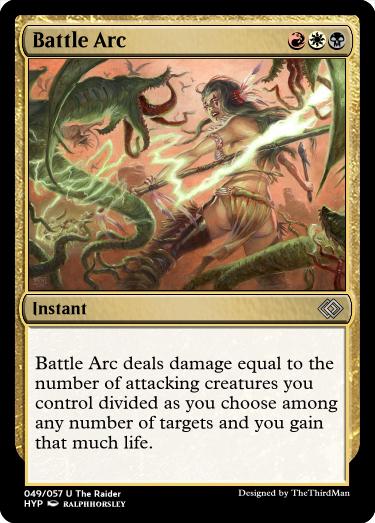 Battle Arc
Instant
Battle Arc deals damage equal to the
number of attacking creatures you
control divided as you choose among
any number of targets and you gain
that much life.
049/057 U The Raider
HYP RALPHHORSLEY
Designed by TheThirdMan